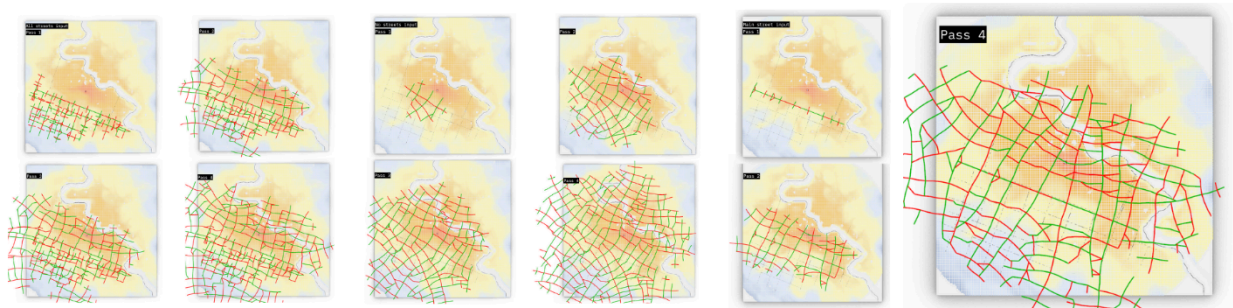 All streets input
Pass 1
Pass 2
No streets input
Pass 1
Pass 2
Main street input
Pass 1
Pass 4
Pass 3
Pass 4
Pass 3
Pass 4
Pass 2